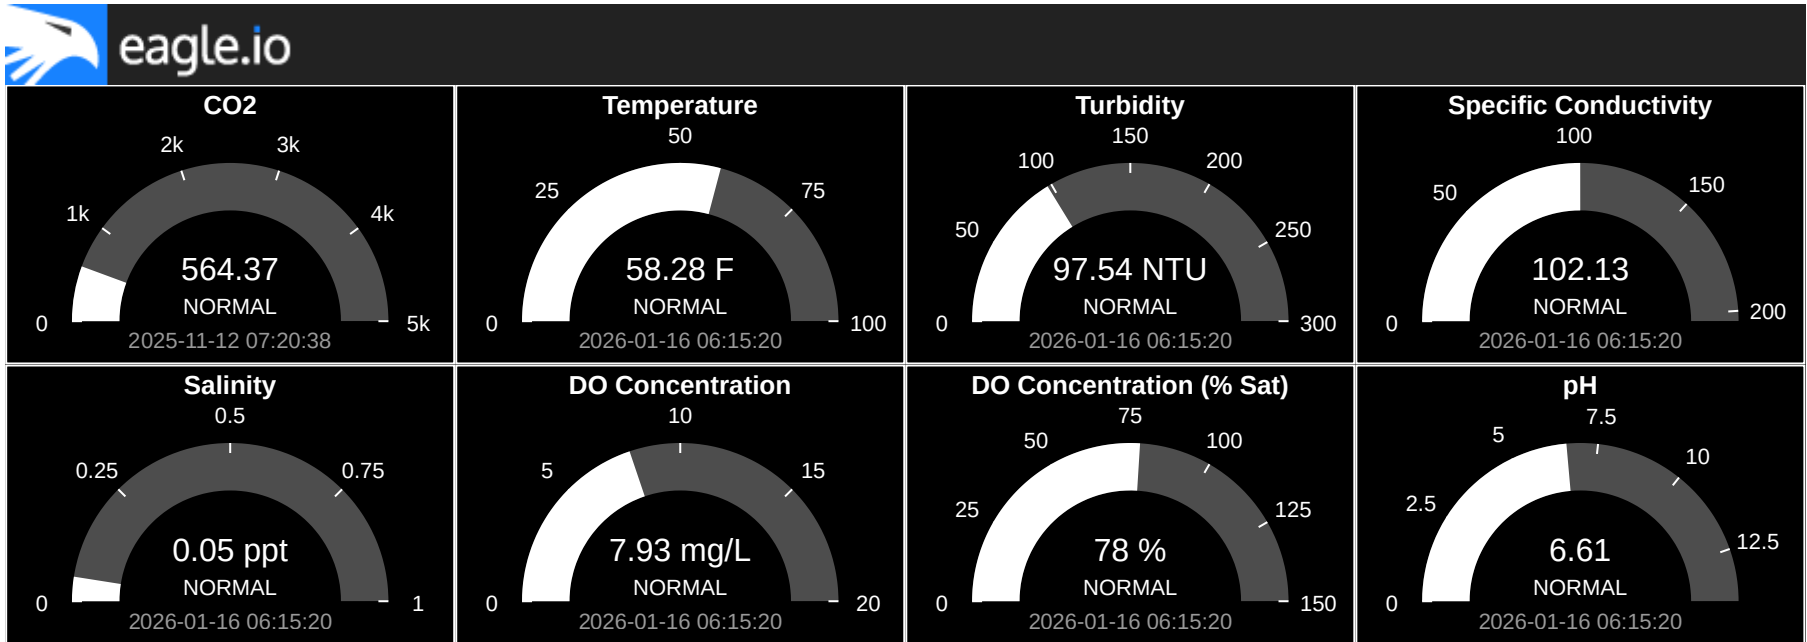 eagle.io
CO2
0
1k
2k
3k
4k
5k
564.37
NORMAL
2025-11-12 07:20:38
Temperature
0
25
50
75
100
58.28 F
NORMAL
2026-01-16 06:15:20
Turbidity
0
50
100
150
200
250
300
97.54 NTU
NORMAL
2026-01-16 06:15:20
Specific Conductivity
0
50
100
150
200
102.13
NORMAL
2026-01-16 06:15:20
Salinity
0
0.25
0.5
0.75
1
0.05 ppt
NORMAL
2026-01-16 06:15:20
DO Concentration
0
5
10
15
20
7.93 mg/L
NORMAL
2026-01-16 06:15:20
DO Concentration (% Sat)
0
25
50
75
100
125
150
78 %
NORMAL
2026-01-16 06:15:20
pH
0
2.5
5
7.5
10
12.5
6.61
NORMAL
2026-01-16 06:15:20